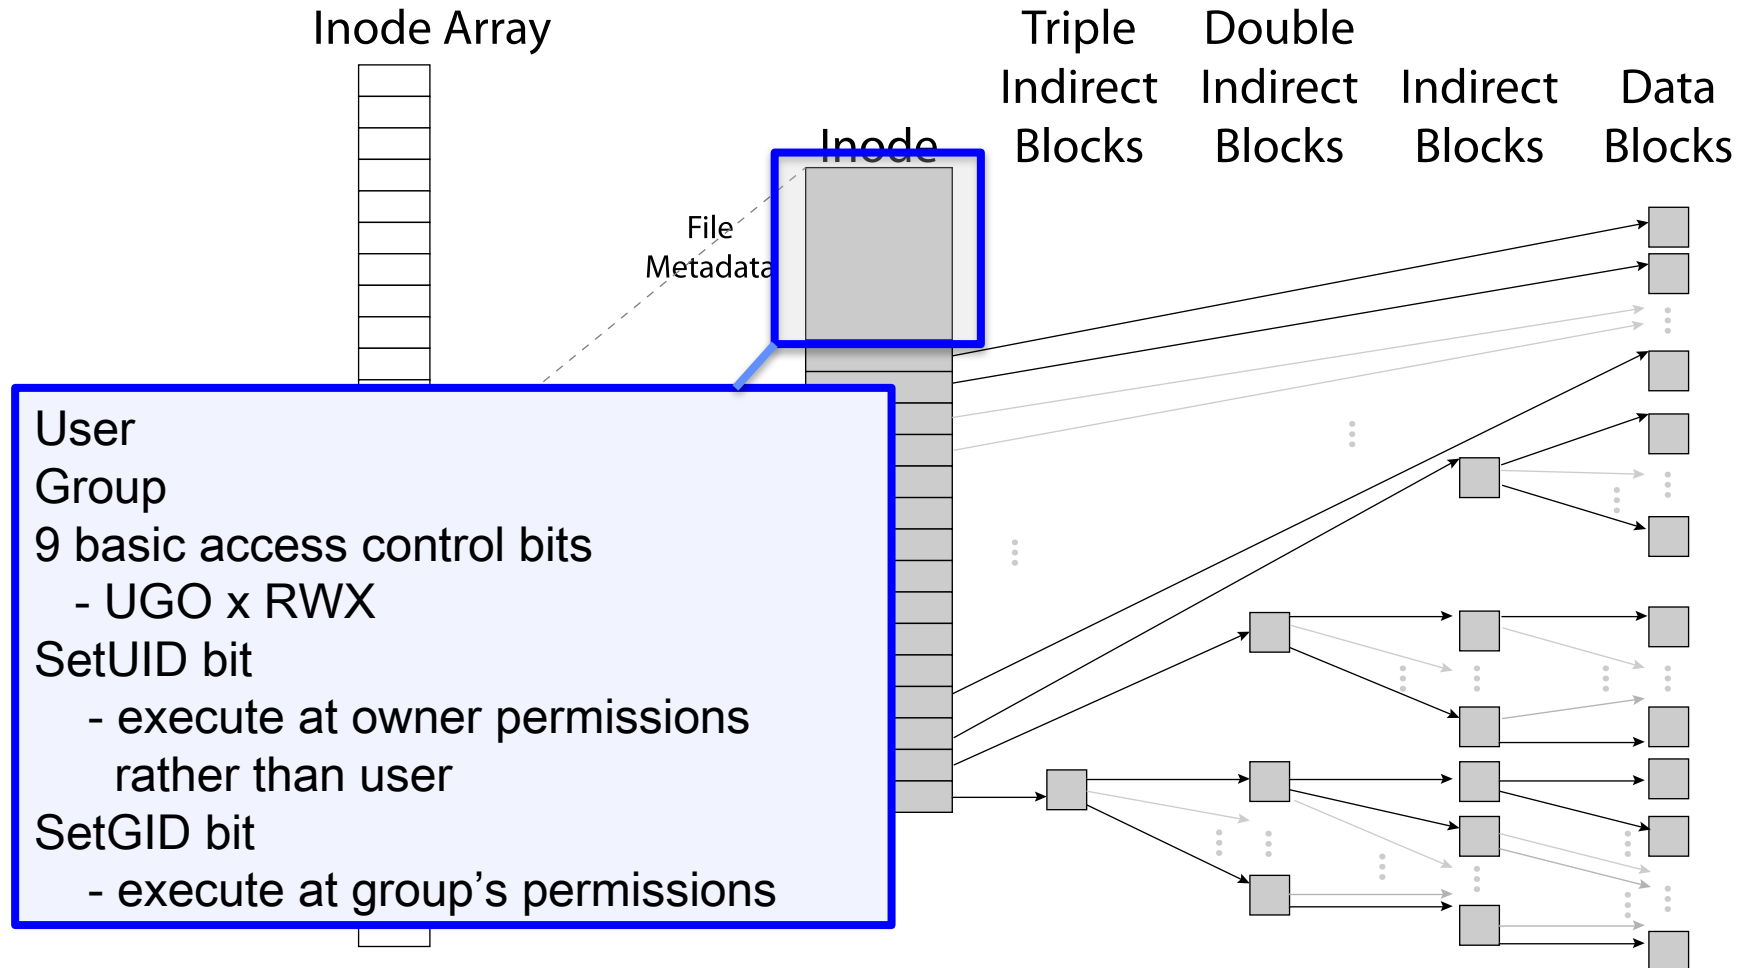 Inode Array
Triple
Indirect
Blocks
Double
Indirect
Blocks
Indirect
Blocks
Data
Blocks
Inode
File
Metadata
User
Group
9 basic access control bits
- UGO x RWX
SetUID bit
- execute at owner permissions
rather than user
SetGID bit
- execute at group’s permissions